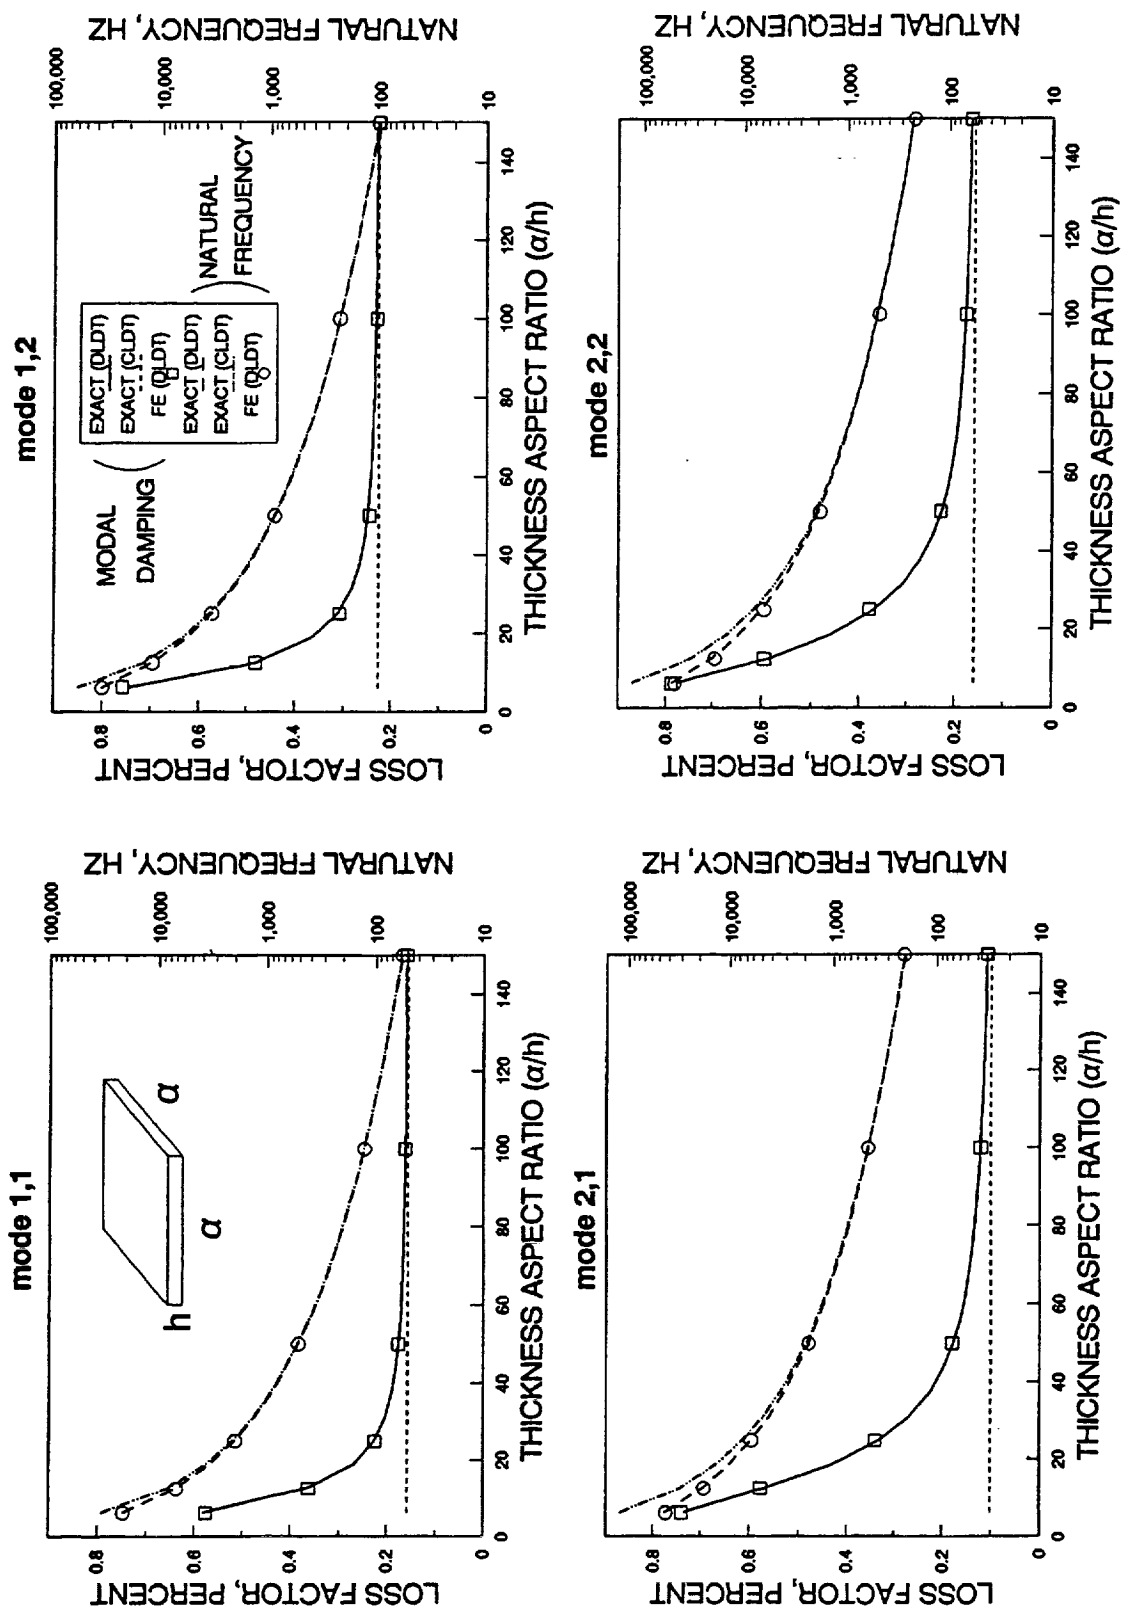 mode 1,1
LOSS FACTOR, PERCENT
0.8
0.6
0.4
0.2
0
h
α
α
100,000
10,000
1,000
100
10
NATURAL FREQUENCY, HZ
0
20
40
60
80
100
120
140
THICKNESS ASPECT RATIO (α/h)
mode 1,2
LOSS FACTOR, PERCENT
0.8
0.6
0.4
0.2
0
MODAL
DAMPING
EXACT (DLDT)
EXACT (CLDT)
FE (DLDT)
EXACT (DLDT)
EXACT (CLDT)
FE (DLDT)
NATURAL
FREQUENCY
100,000
10,000
1,000
100
10
NATURAL FREQUENCY, HZ
0
20
40
60
80
100
120
140
THICKNESS ASPECT RATIO (α/h)
mode 2,1
LOSS FACTOR, PERCENT
0.8
0.6
0.4
0.2
0
100,000
10,000
1,000
100
10
NATURAL FREQUENCY, HZ
0
20
40
60
80
100
120
140
THICKNESS ASPECT RATIO (α/h)
mode 2,2
LOSS FACTOR, PERCENT
0.8
0.6
0.4
0.2
0
100,000
10,000
1,000
100
10
NATURAL FREQUENCY, HZ
0
20
40
60
80
100
120
140
THICKNESS ASPECT RATIO (α/h)